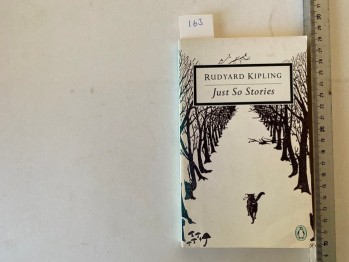 163
RUDYARD KIPLING
Just So Stories